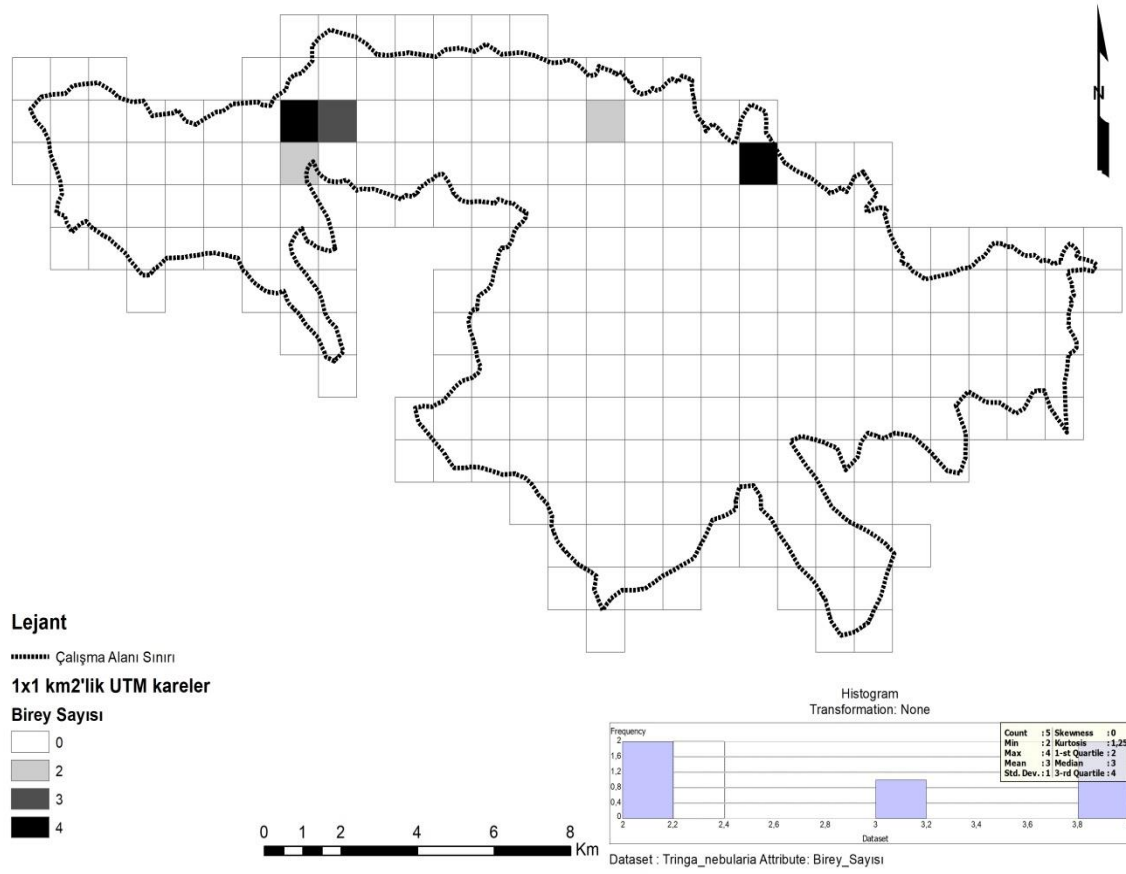 N
Lejant
Çalışma Alanı Sınırı
1x1 km2'lik UTM kareler
Birey Sayısı
0
2
3
4
0 1 2 4 6 8
Km
Histogram
Transformation: None
Frequency
2
1,6
1,2
0,8
0,4
0
2 2,2 2,4 2,6 2,8 3 3,2 3,4 3,6 3,8
Dataset
Count : 5 Skewness : 0
Min : 2 Kurtosis : 1,25
Max : 4 1-st Quartile : 2
Mean : 3 Median : 3
Std. Dev. : 1 3-rd Quartile : 4
Dataset : Tringa_nebularia Attribute: Birey_Sayısı